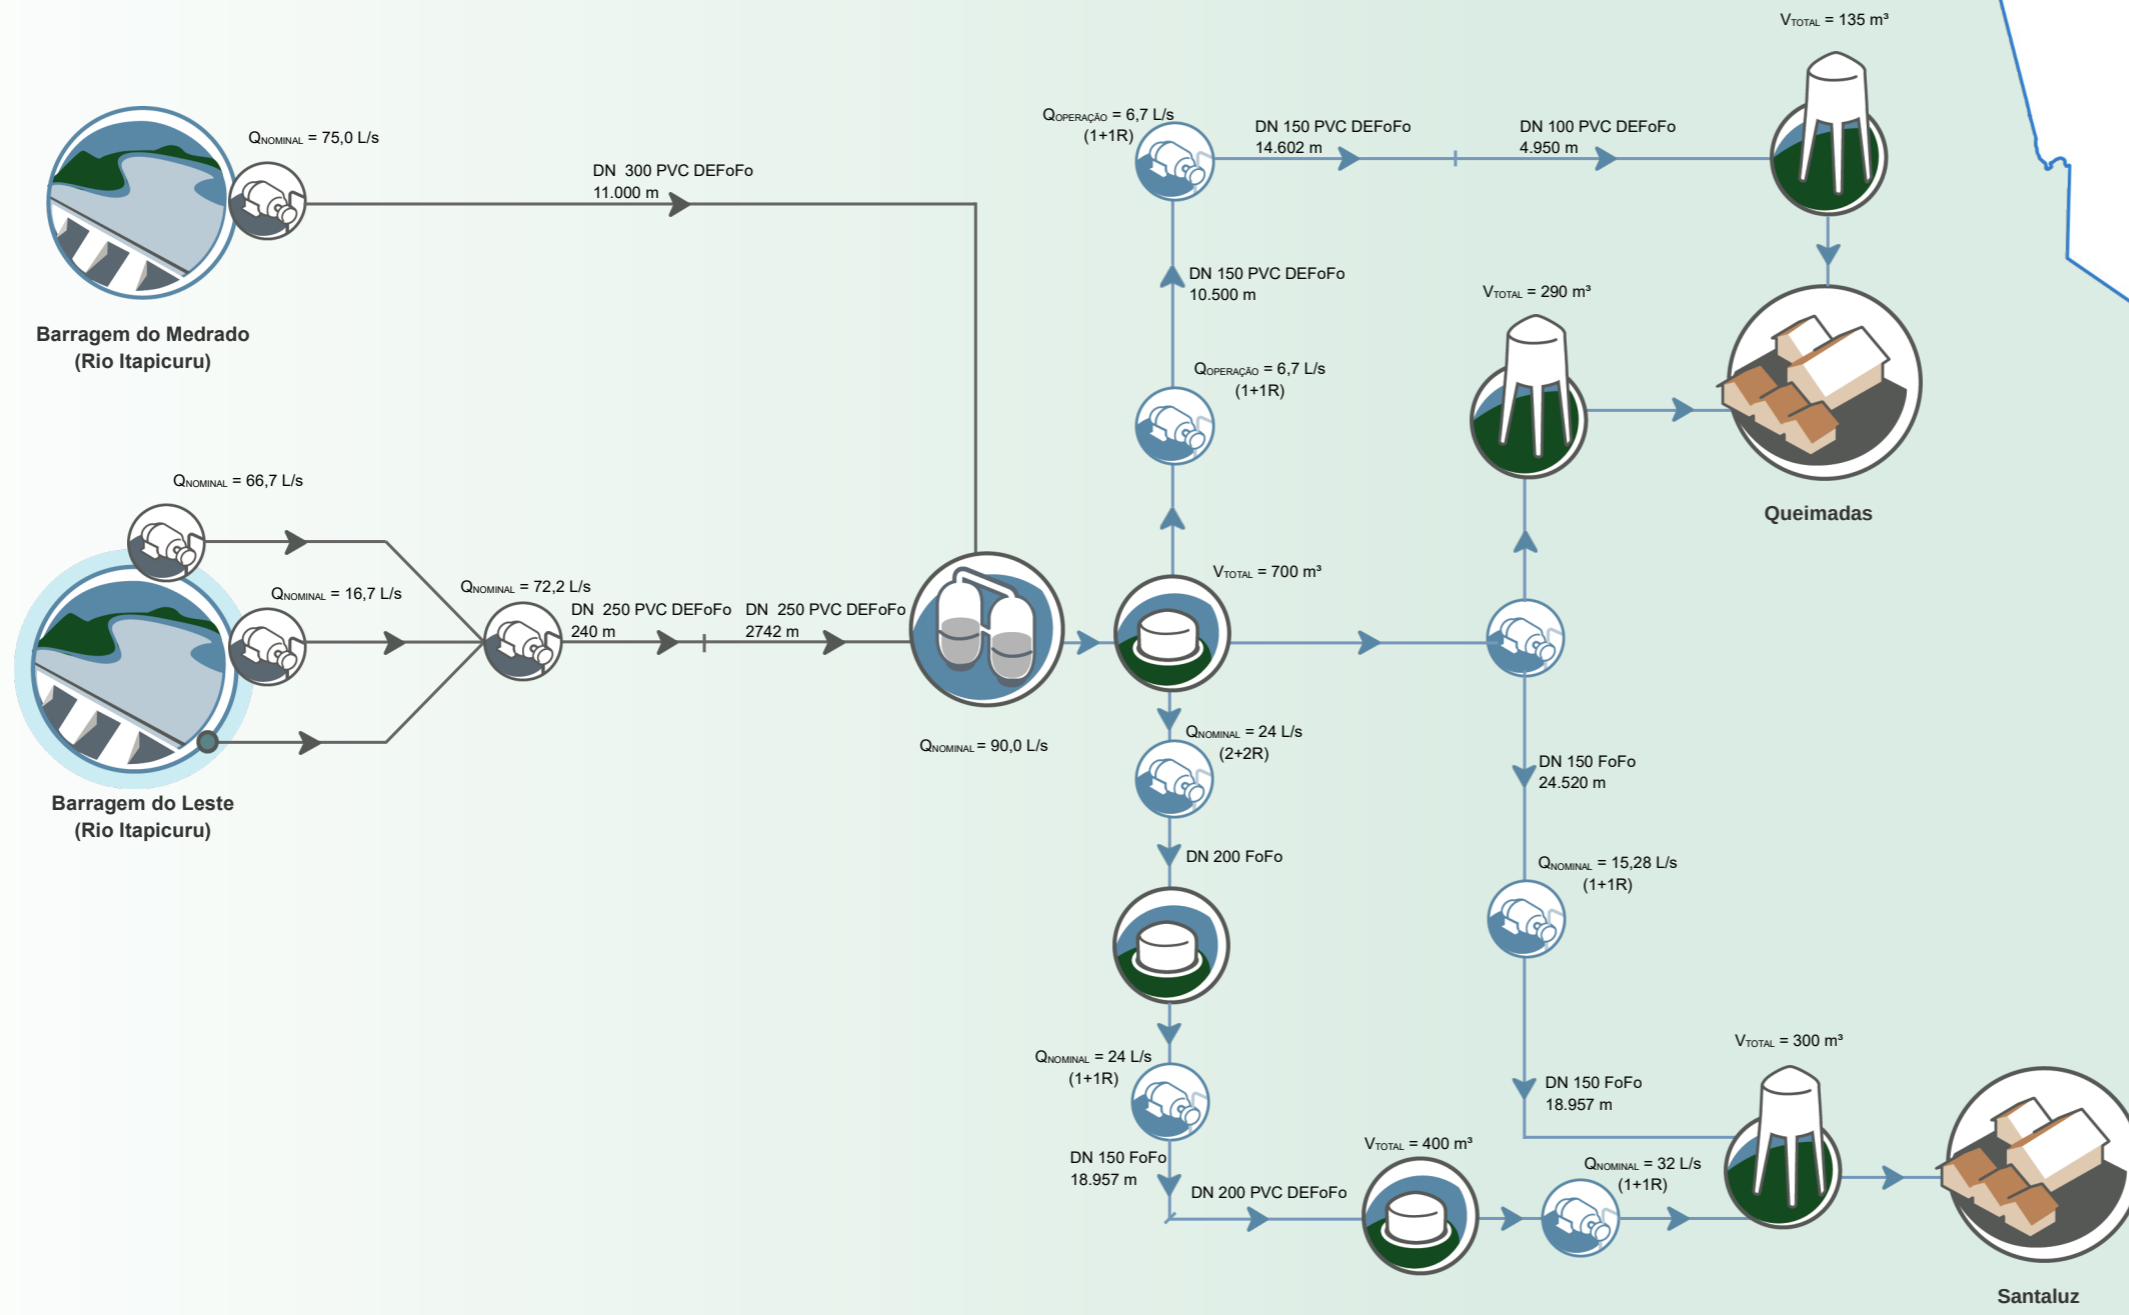 VTOTAL = 135 m³
QNOMINAL = 75,0 L/s
DN 300 PVC DEFoFo
11.000 m
Barragem do Medrado
(Rio Itapicuru)
QOPERAÇÃO = 6,7 L/s
(1+1R)
DN 150 PVC DEFoFo
14.602 m
DN 100 PVC DEFoFo
4.950 m
DN 150 PVC DEFoFo
10.500 m
VTOTAL = 290 m³
QOPERAÇÃO = 6,7 L/s
(1+1R)
Queimadas
QNOMINAL = 66,7 L/s
QNOMINAL = 16,7 L/s
QNOMINAL = 72,2 L/s
DN 250 PVC DEFoFo
240 m
DN 250 PVC DEFoFo
2742 m
VTOTAL = 700 m³
QNOMINAL = 90,0 L/s
Barragem do Leste
(Rio Itapicuru)
QNOMINAL = 24 L/s
(2+2R)
DN 150 FoFo
24.520 m
DN 200 FoFo
QNOMINAL = 15,28 L/s
(1+1R)
QNOMINAL = 24 L/s
(1+1R)
VTOTAL = 300 m³
DN 150 FoFo
18.957 m
DN 150 FoFo
18.957 m
DN 200 PVC DEFoFo
VTOTAL = 400 m³
QNOMINAL = 32 L/s
(1+1R)
Santaluz